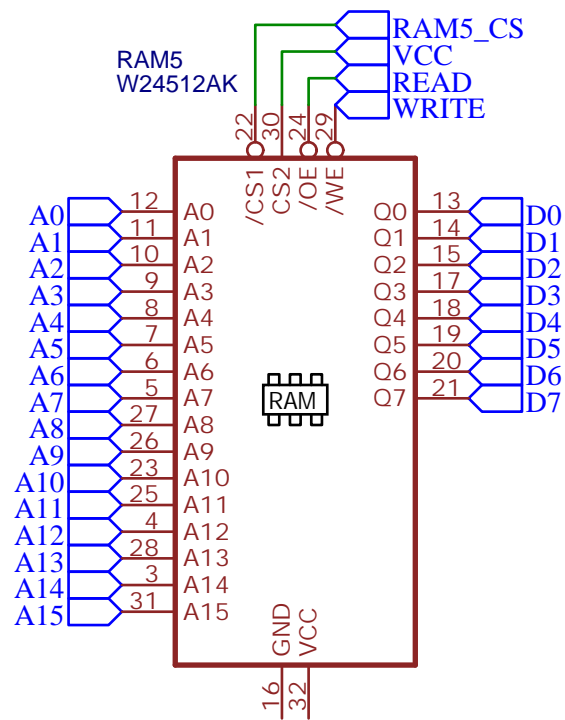 RAM5_CS
RAM5
VCC
W24512AK
READ
WRITE
22 30 24 29
/CS1 CS2 /OE /WE
A0 12 A0 Q0 13 D0
A1 11 A1 Q1 14 D1
A2 10 A2 Q2 15 D2
A3 9 A3 Q3 17 D3
A4 8 A4 Q4 18 D4
A5 7 A5 Q5 19 D5
A6 6 A6 Q6 20 D6
A7 5 A7 Q7 21 D7
RAM
A8 27 A8
A9 26 A9
A10 23 A10
A11 25 A11
A12 4 A12
A13 28 A13
A14 3 A14
A15 31 A15
GND VCC
16 32